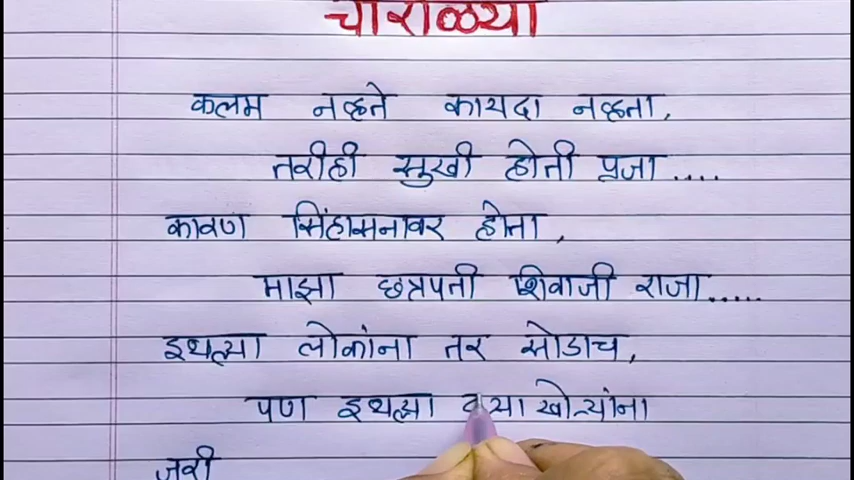 चारोळ्या
कलम नव्हते कायदा नव्हता,
तरीही सुखी होती प्रजा....
कारण सिंहासनावर होता,
माझा छत्रपती शिवाजी राजा.....
इथल्या लोकांना तर सोडाच,
पण इथल्या खोऱ्यांना
जरी